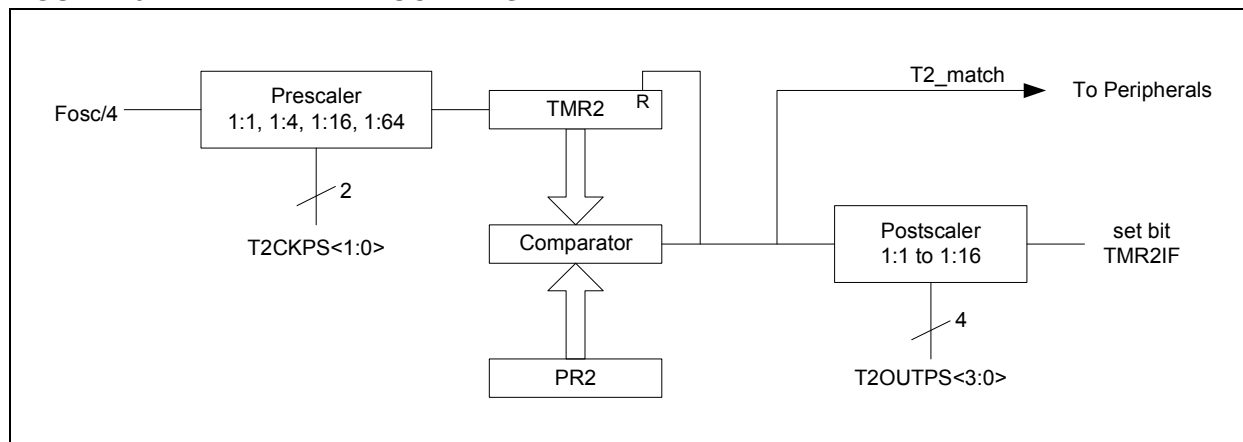 T2_match
To Peripherals
Prescaler
1:1, 1:4, 1:16, 1:64
Fosc/4
TMR2
R
2
T2CKPS<1:0>
Comparator
Postscaler
1:1 to 1:16
set bit
TMR2IF
4
PR2
T2OUTPS<3:0>